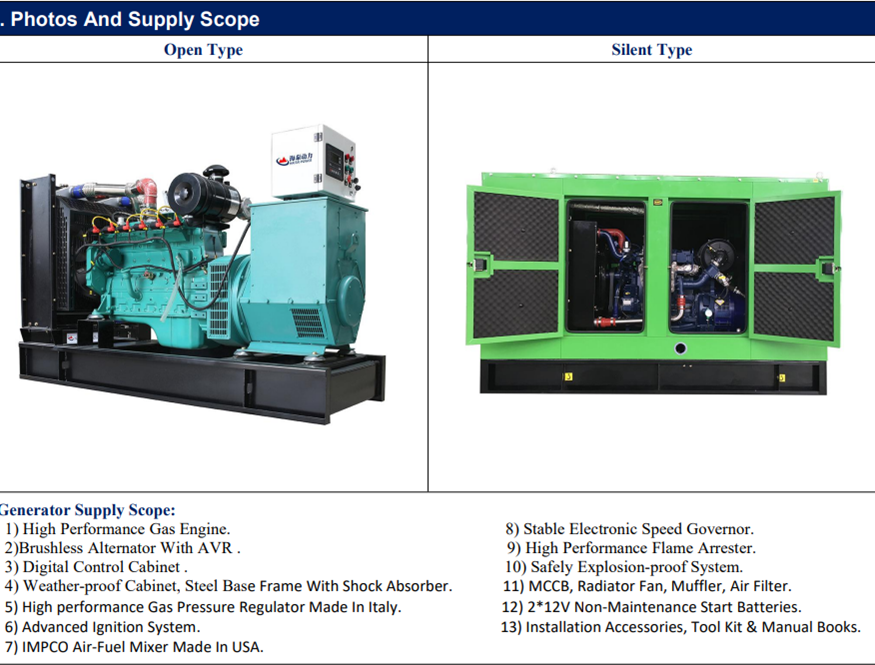 . Photos And Supply Scope
Open Type
Silent Type
海泰动力
Generator Supply Scope:
1) High Performance Gas Engine.
2)Brushless Alternator With AVR .
3) Digital Control Cabinet .
4) Weather-proof Cabinet, Steel Base Frame With Shock Absorber.
5) High performance Gas Pressure Regulator Made In Italy.
6) Advanced Ignition System.
7) IMPCO Air-Fuel Mixer Made In USA.
8) Stable Electronic Speed Governor.
9) High Performance Flame Arrester.
10) Safely Explosion-proof System.
11) MCCB, Radiator Fan, Muffler, Air Filter.
12) 2*12V Non-Maintenance Start Batteries.
13) Installation Accessories, Tool Kit & Manual Books.